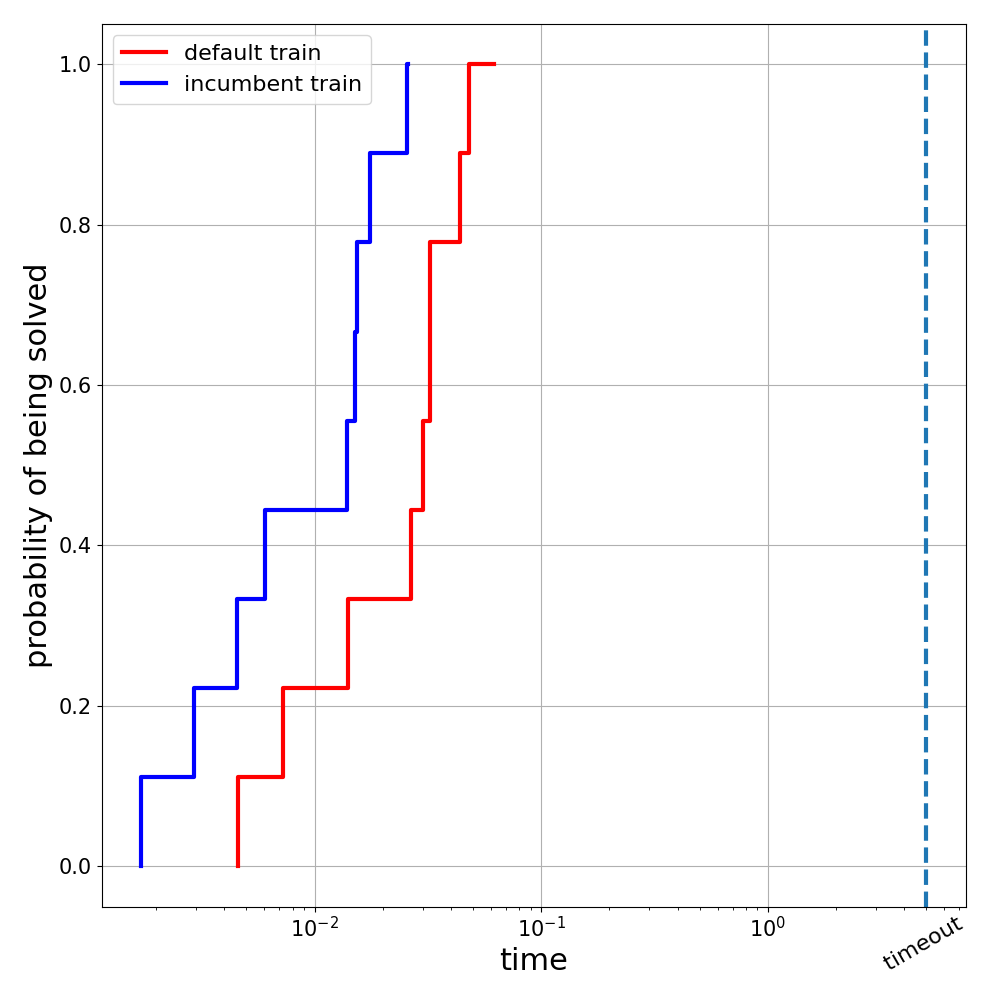 default train
incumbent train
1.0
0.8
0.6
0.4
0.2
0.0
probability of being solved
10⁻²
10⁻¹
10⁰
timeout
time